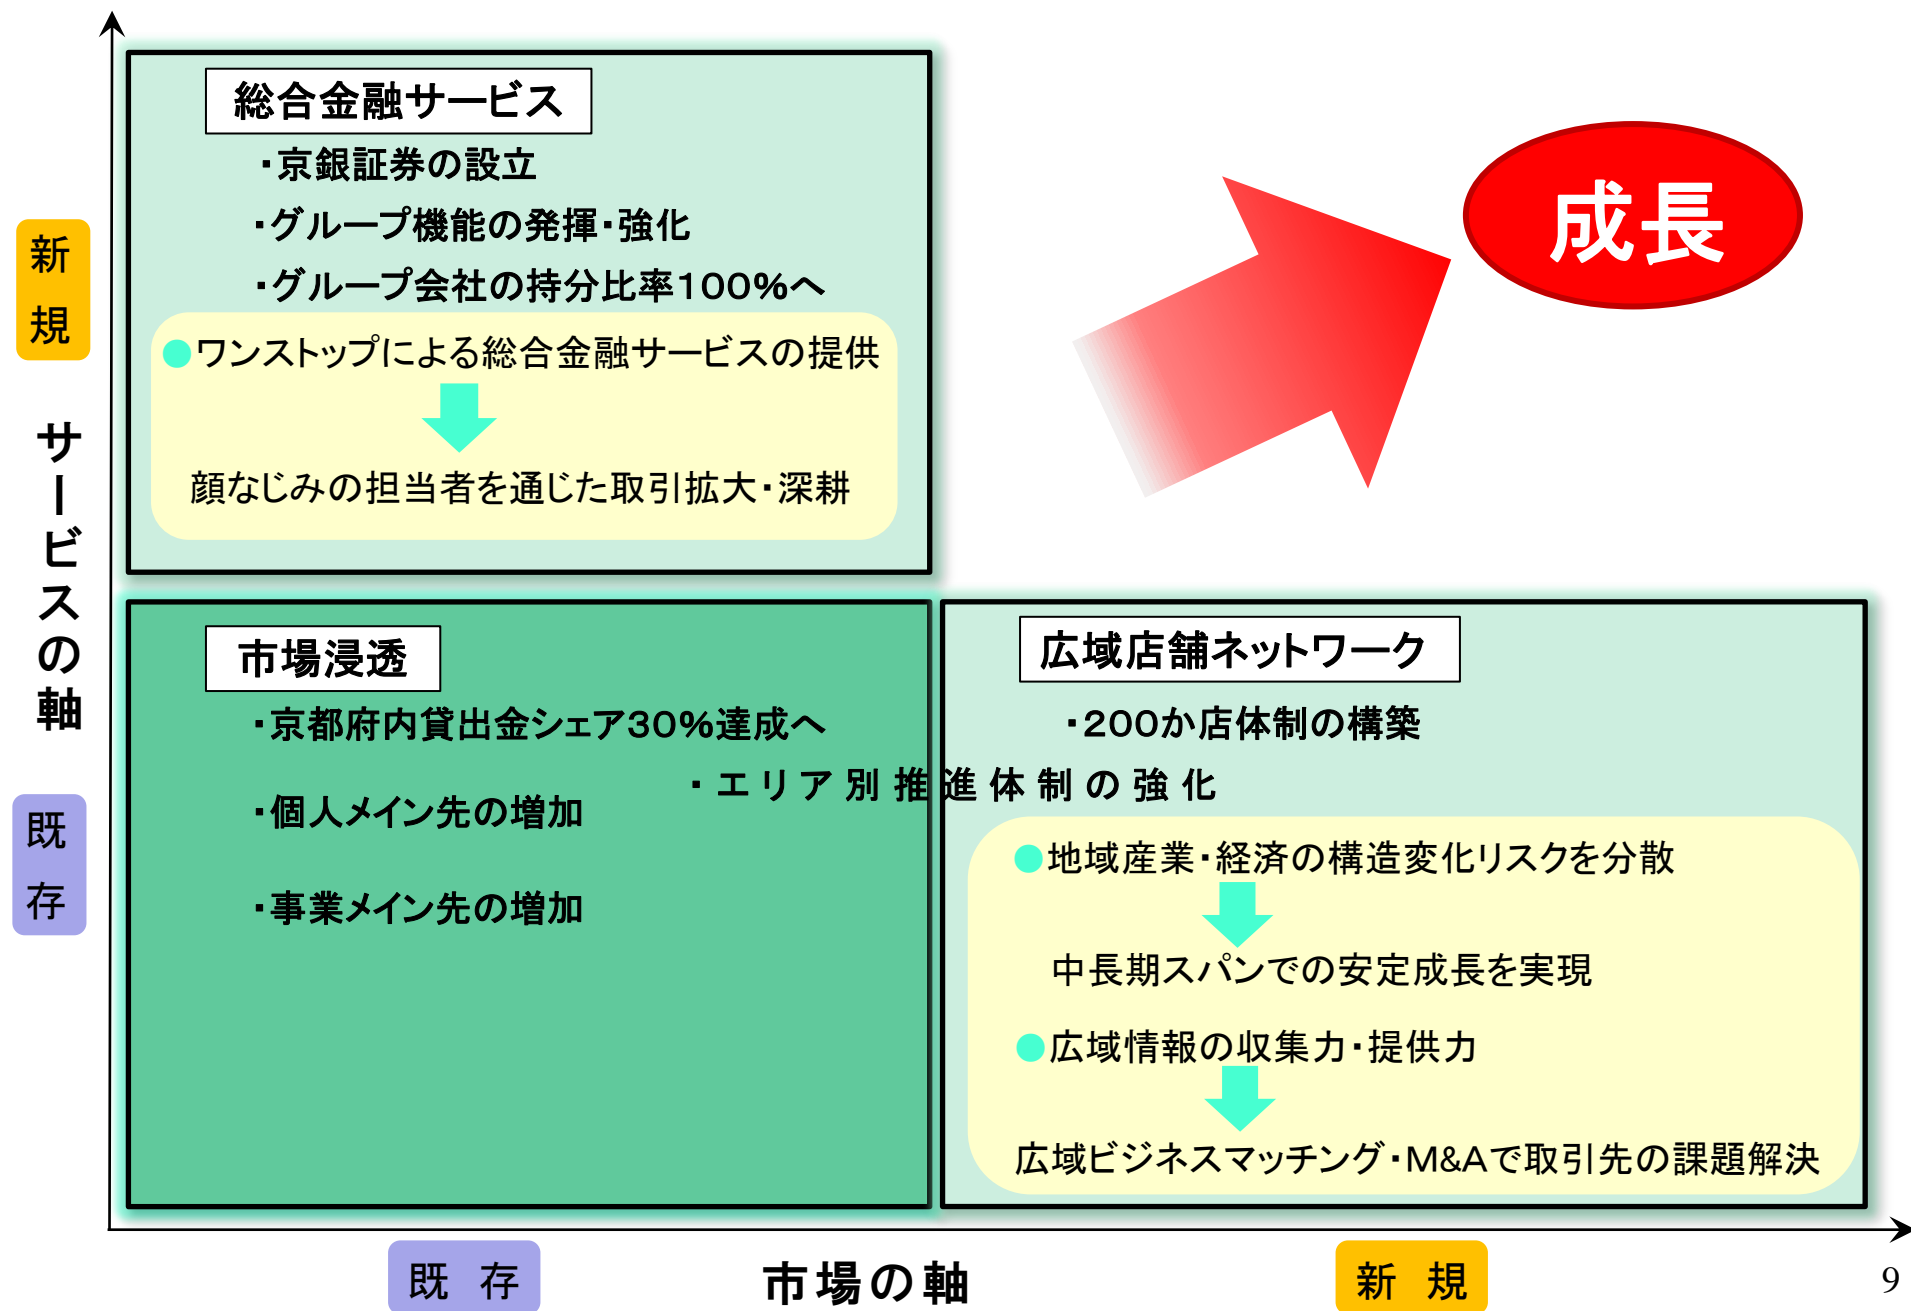 総合金融サービス
・京銀証券の設立
・グループ機能の発揮・強化
・グループ会社の持分比率100%へ
●ワンストップによる総合金融サービスの提供
顔なじみの担当者を通じた取引拡大・深耕
成長
新規
サービスの軸
既存
市場浸透
・京都府内貸出金シェア30%達成へ
・個人メイン先の増加
・事業メイン先の増加
広域店舗ネットワーク
・200か店体制の構築
・エリア別推進体制の強化
●地域産業・経済の構造変化リスクを分散
中長期スパンでの安定成長を実現
●広域情報の収集力・提供力
広域ビジネスマッチング・M&Aで取引先の課題解決
既存
市場の軸
新規
9